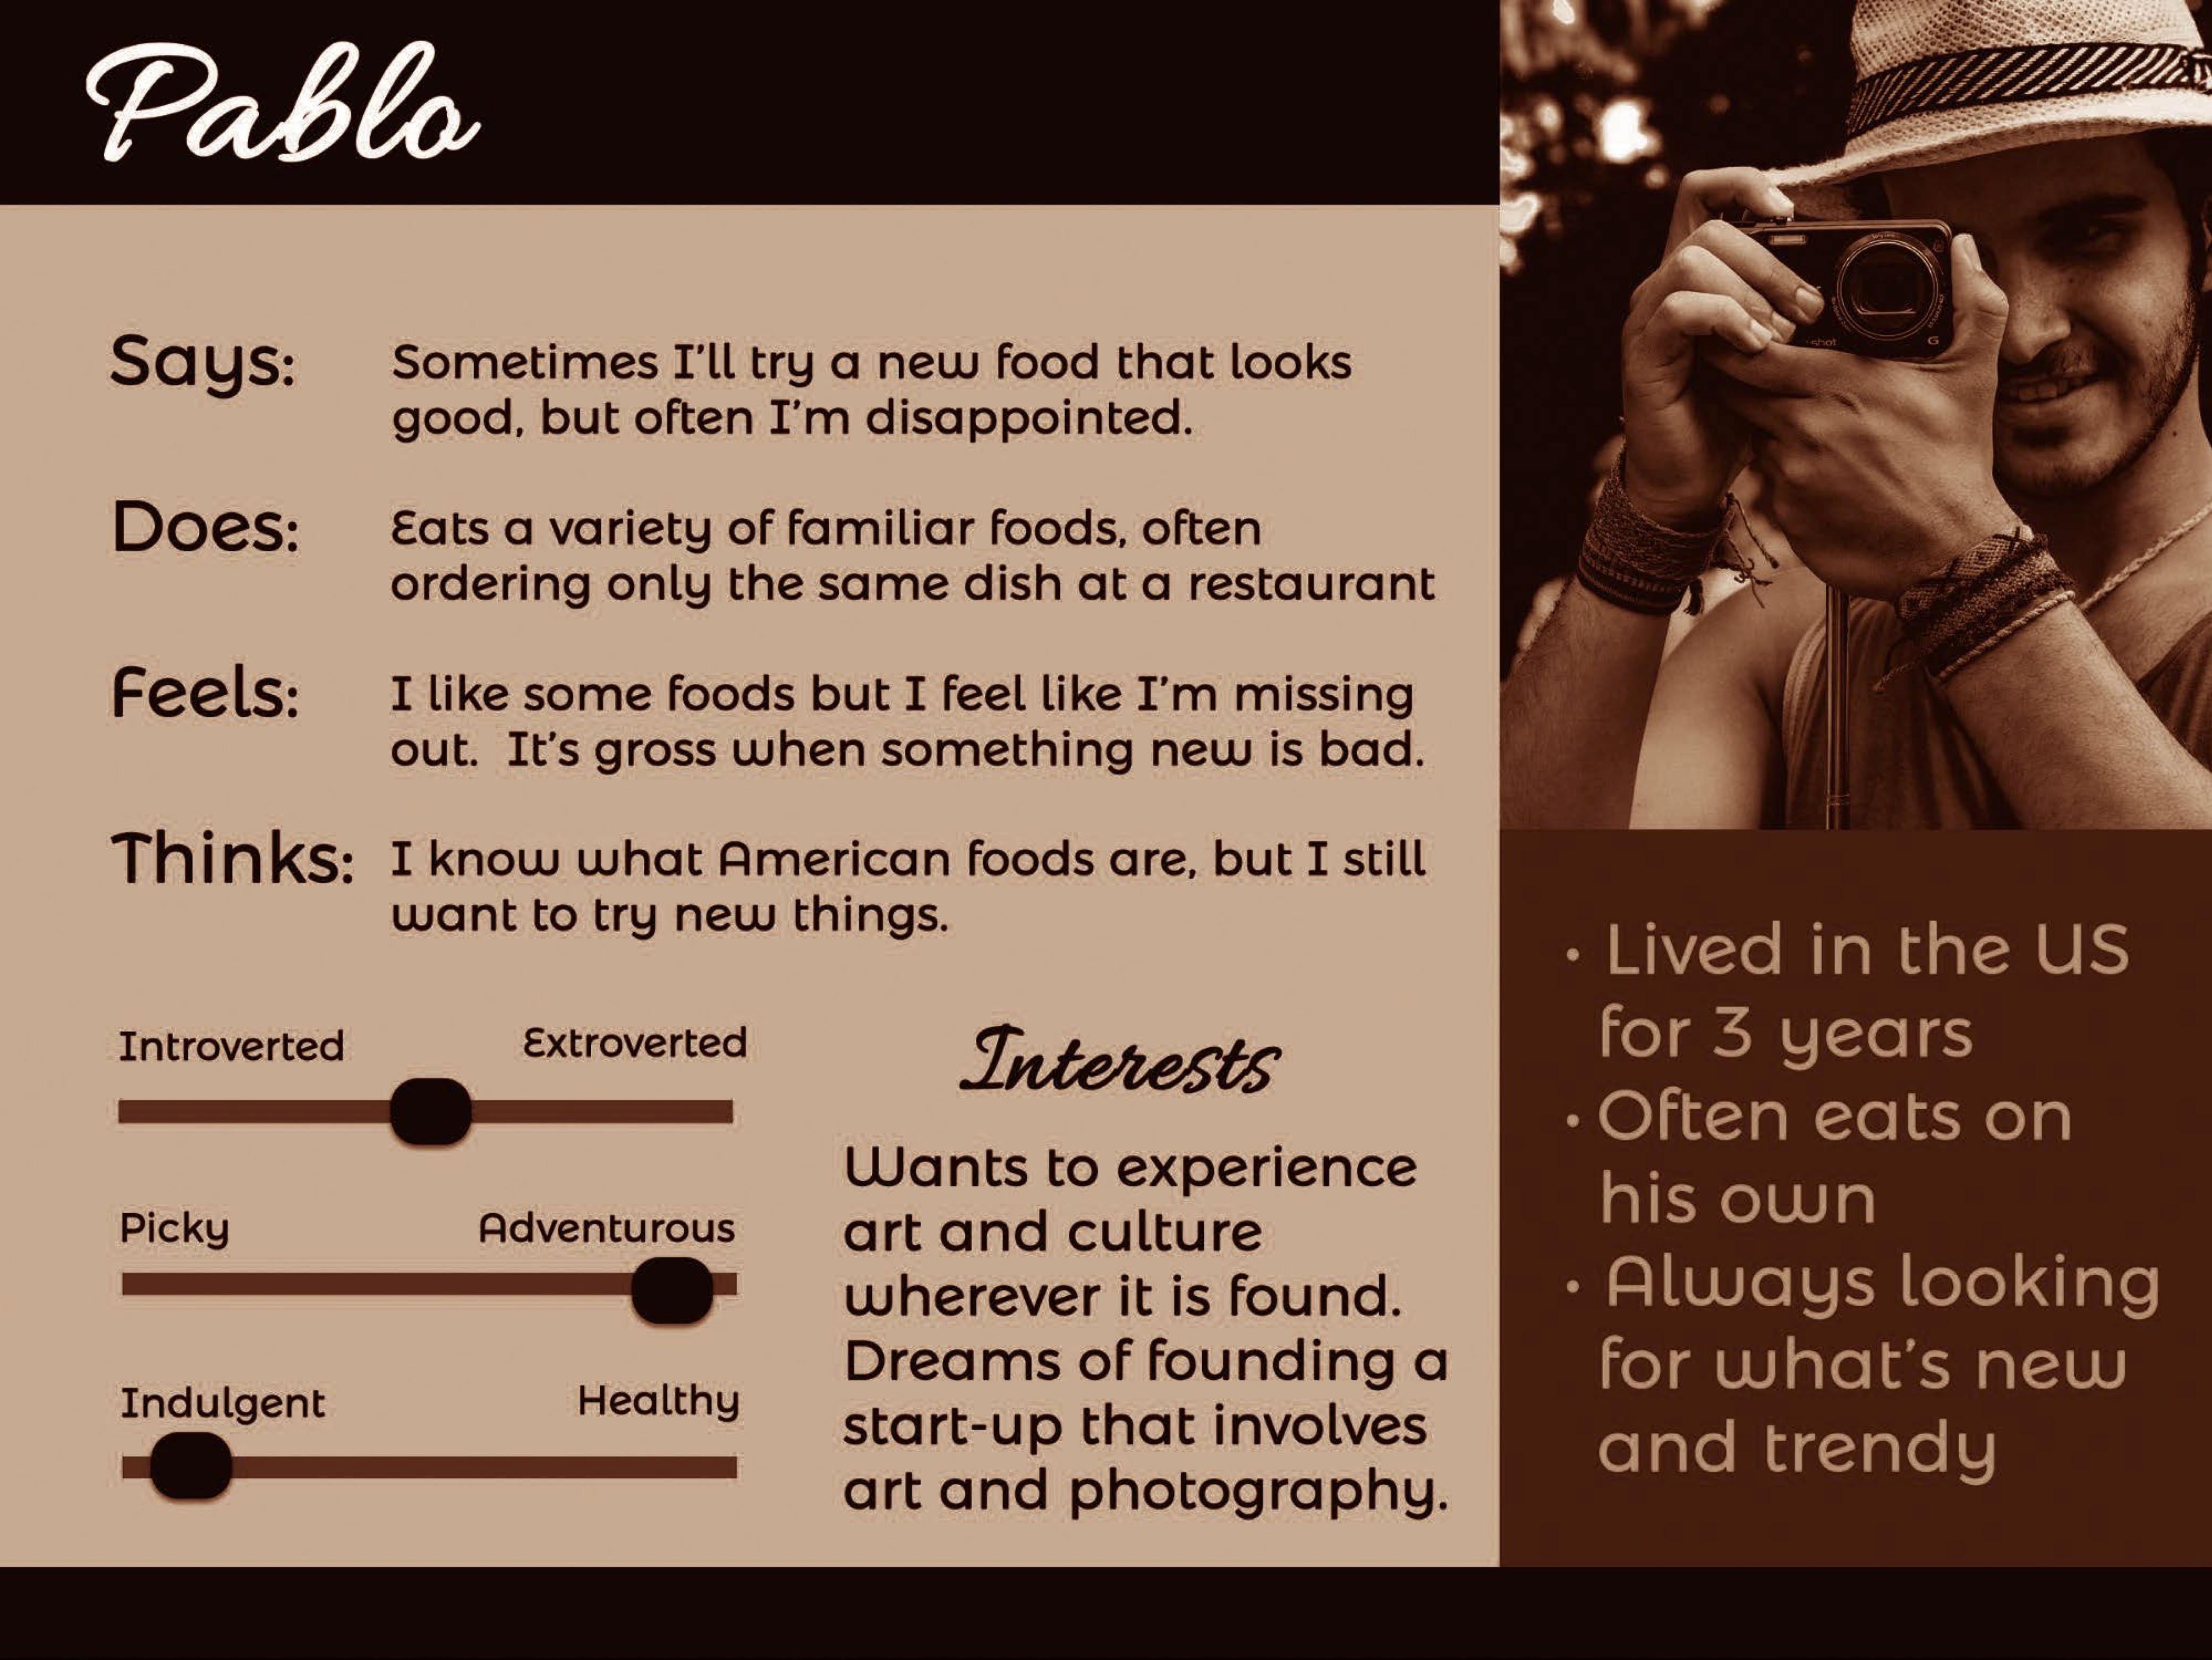 Pablo
Says:
Sometimes I'll try a new food that looks
good, but often I'm disappointed.
Does:
Eats a variety of familiar foods, often
ordering only the same dish at a restaurant
Feels:
I like some foods but I feel like I'm missing
out.  It's gross when something new is bad.
Thinks:
I know what American foods are, but I still
want to try new things.
Introverted
Extroverted
Picky
Adventurous
Indulgent
Healthy
Interests
Wants to experience
art and culture
wherever it is found.
Dreams of founding a
start-up that involves
art and photography.
shot
G
• Lived in the US
for 3 years
• Often eats on
his own
• Always looking
for what's new
and trendy